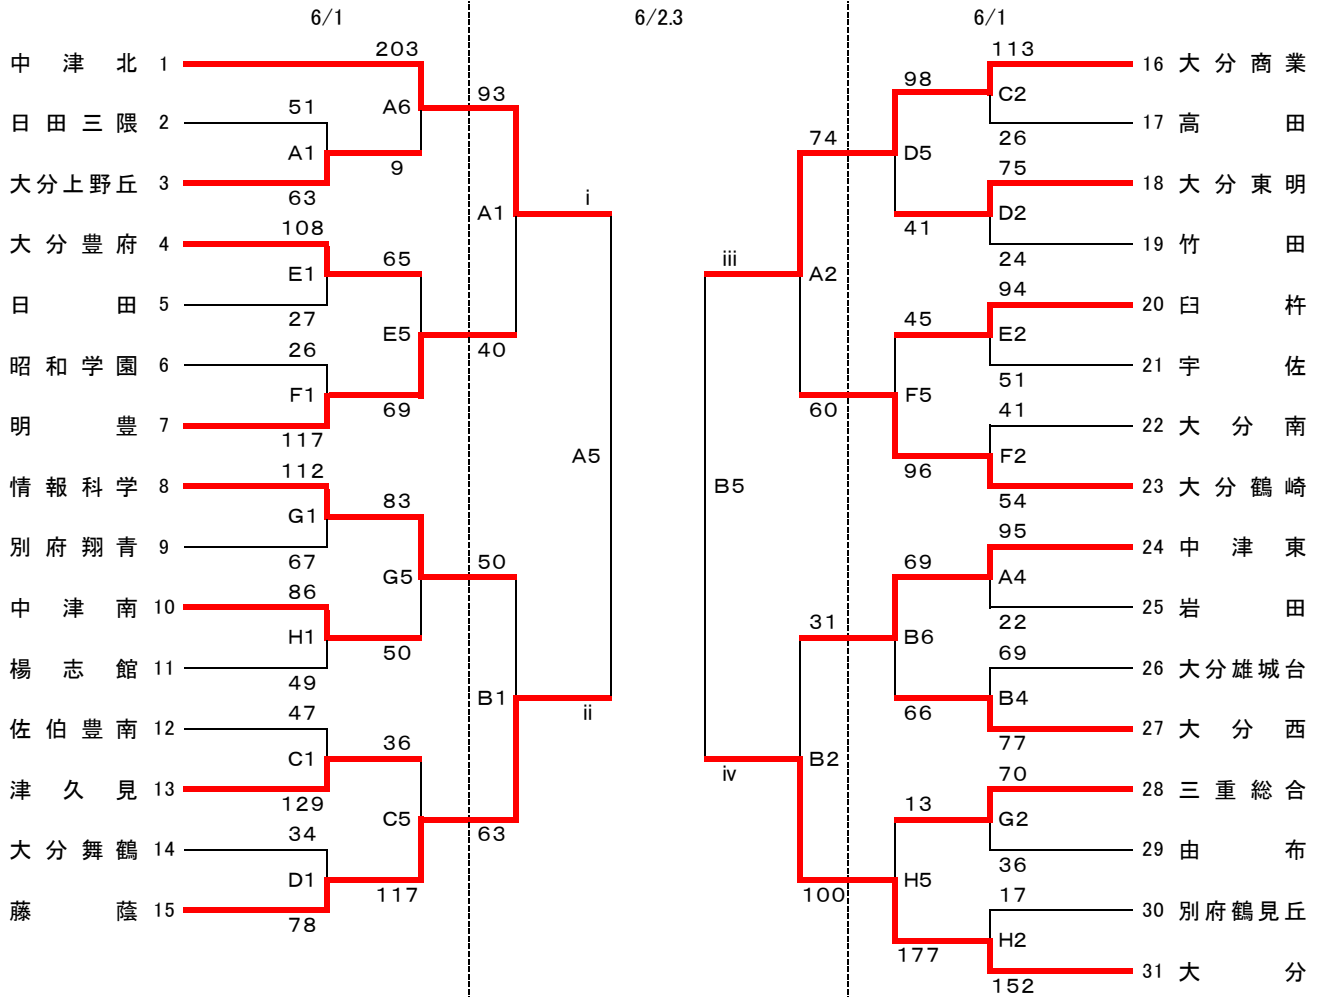 6/1 6/2.3 6/1
203 113
中津北 1 16 大分商業
98
A6 93 C2
51
日田三隈 2 17 高田
26
74
A1 D5
9 75
大分上野丘 3 18 大分東明
63
i
A1 D2
108 41
大分豊府 4 19 竹田
65 iii 24
E1 A2
94
日田 5 20 臼杵
27 45
E5 E2
26 40
昭和学園 6 21 宇佐
51
F1 F5
69 60 41
明豊 7 22 大分南
117
A5 F2
112 96
情報科学 8 23 大分鶴崎
83 B5 54
G1
95
別府翔青 9 24 中津東
67 50 69
G5 A4
86
中津南 10 25 岩田
31 22
H1 B6
50 69
楊志館 11 26 大分雄城台
49
B1 B4
47 ii 66
佐伯豊南 12 27 大分西
36 77
C1 B2
iv 70
津久見 13 28 三重総合
129 13
C5 G2
34 63
大分舞鶴 14 29 由布
36
D1 H5
117 100 17
藤蔭 15 30 別府鶴見丘
78
H2
177
31 大分
152